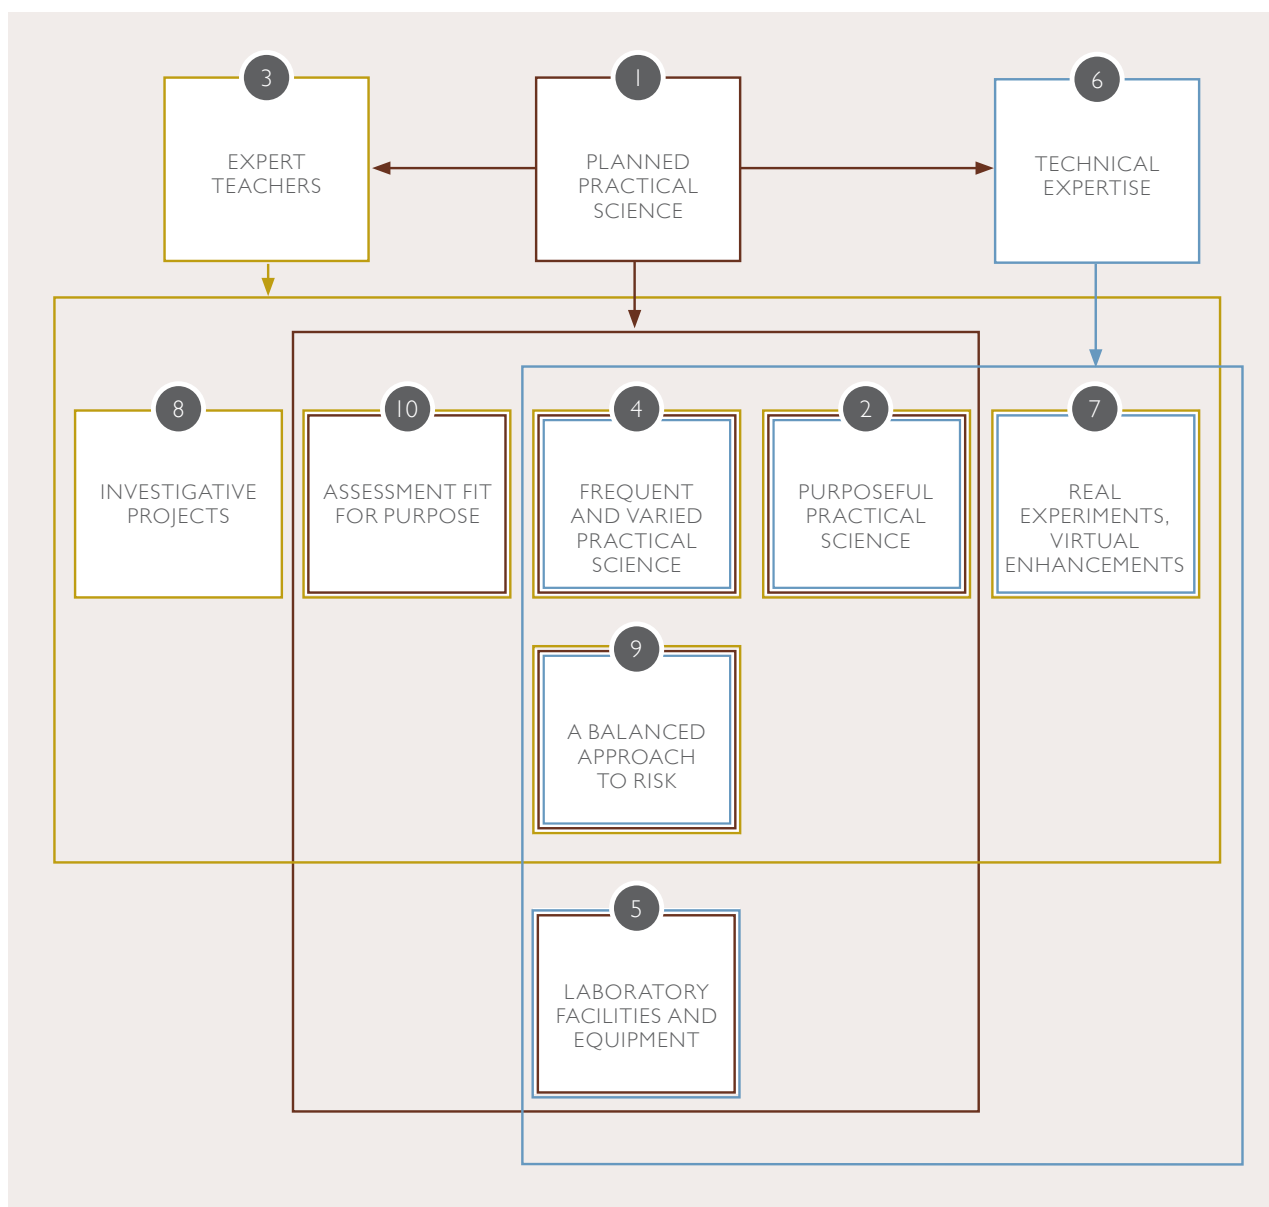 3
EXPERT
TEACHERS
1
PLANNED
PRACTICAL
SCIENCE
6
TECHNICAL
EXPERTISE
8
INVESTIGATIVE
PROJECTS
10
ASSESSMENT FIT
FOR PURPOSE
4
FREQUENT
AND VARIED
PRACTICAL
SCIENCE
2
PURPOSEFUL
PRACTICAL
SCIENCE
7
REAL
EXPERIMENTS,
VIRTUAL
ENHANCEMENTS
9
A BALANCED
APPROACH
TO RISK
5
LABORATORY
FACILITIES AND
EQUIPMENT